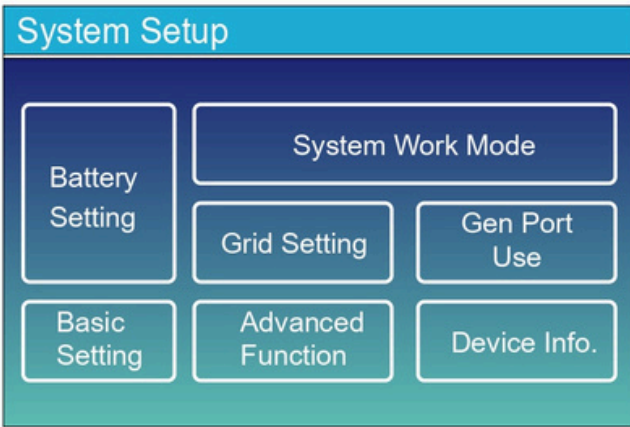 System Setup
Battery
Setting
System Work Mode
Grid Setting
Gen Port
Use
Basic
Setting
Advanced
Function
Device Info.